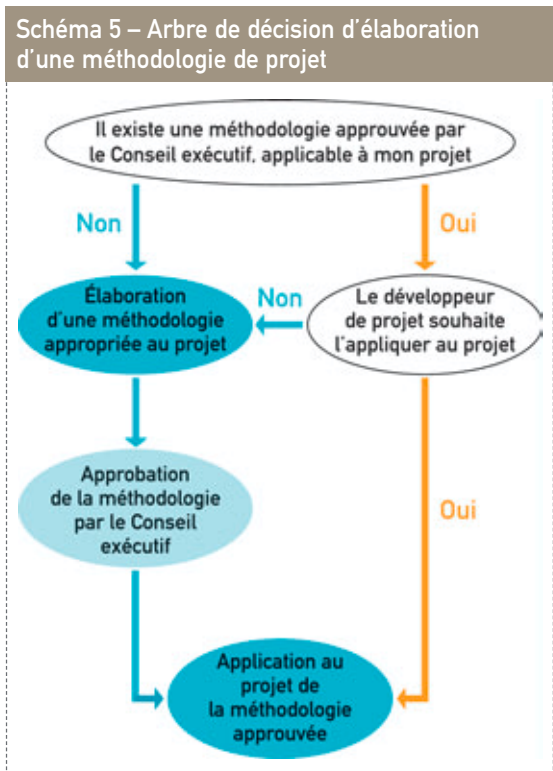 Schéma 5 – Arbre de décision d'élaboration
d'une méthodologie de projet
Il existe une méthodologie approuvée par
le Conseil exécutif, applicable à mon projet
Non
Oui
Élaboration
d'une méthodologie
appropriée au projet
Non
Le développeur
de projet souhaite
l'appliquer au projet
Approbation
de la méthodologie
par le Conseil
exécutif
Oui
Application au
projet de
la méthodologie
approuvée